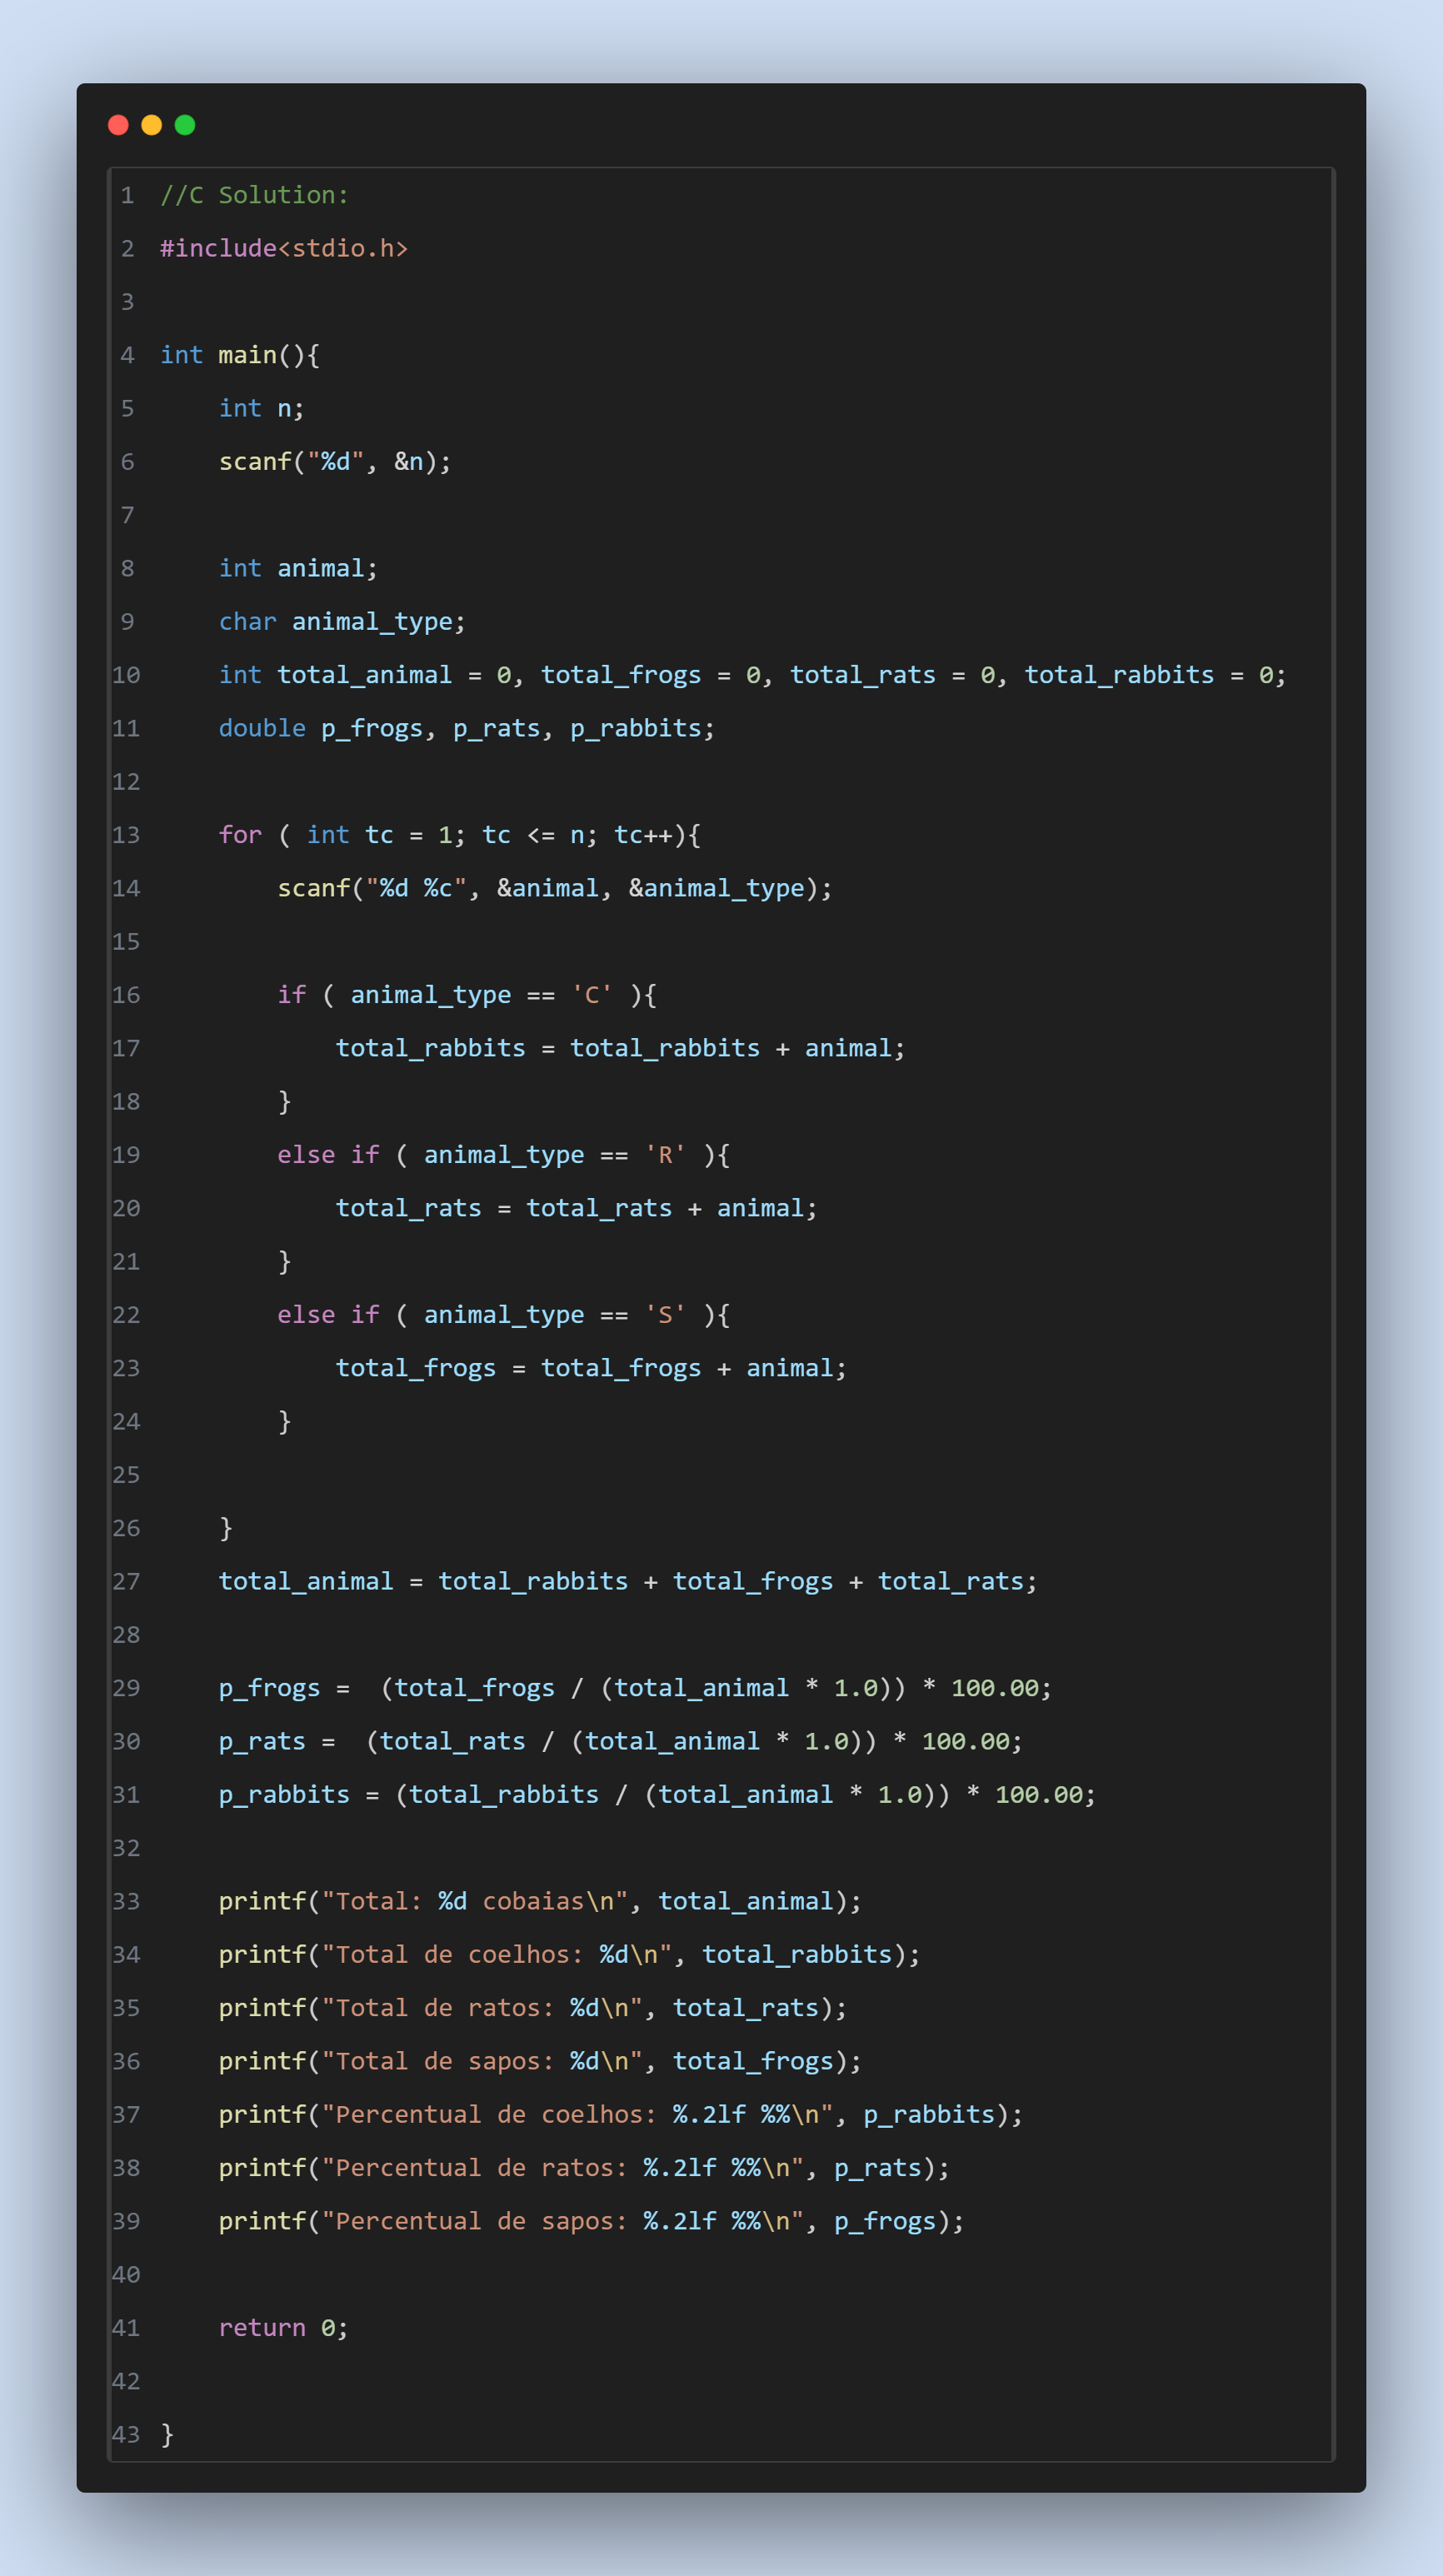 1 //C Solution:
2 #include<stdio.h>
3
4 int main(){
5     int n;
6     scanf("%d", &n);
7
8     int animal;
9     char animal_type;
10     int total_animal = 0, total_frogs = 0, total_rats = 0, total_rabbits = 0;
11     double p_frogs, p_rats, p_rabbits;
12
13     for ( int tc = 1; tc <= n; tc++){
14         scanf("%d %c", &animal, &animal_type);
15
16         if ( animal_type == 'C' ){
17             total_rabbits = total_rabbits + animal;
18         }
19         else if ( animal_type == 'R' ){
20             total_rats = total_rats + animal;
21         }
22         else if ( animal_type == 'S' ){
23             total_frogs = total_frogs + animal;
24         }
25
26     }
27     total_animal = total_rabbits + total_frogs + total_rats;
28
29     p_frogs =  (total_frogs / (total_animal * 1.0)) * 100.00;
30     p_rats =  (total_rats / (total_animal * 1.0)) * 100.00;
31     p_rabbits = (total_rabbits / (total_animal * 1.0)) * 100.00;
32
33     printf("Total: %d cobaias\n", total_animal);
34     printf("Total de coelhos: %d\n", total_rabbits);
35     printf("Total de ratos: %d\n", total_rats);
36     printf("Total de sapos: %d\n", total_frogs);
37     printf("Percentual de coelhos: %.2lf %%\n", p_rabbits);
38     printf("Percentual de ratos: %.2lf %%\n", p_rats);
39     printf("Percentual de sapos: %.2lf %%\n", p_frogs);
40
41     return 0;
42
43 }